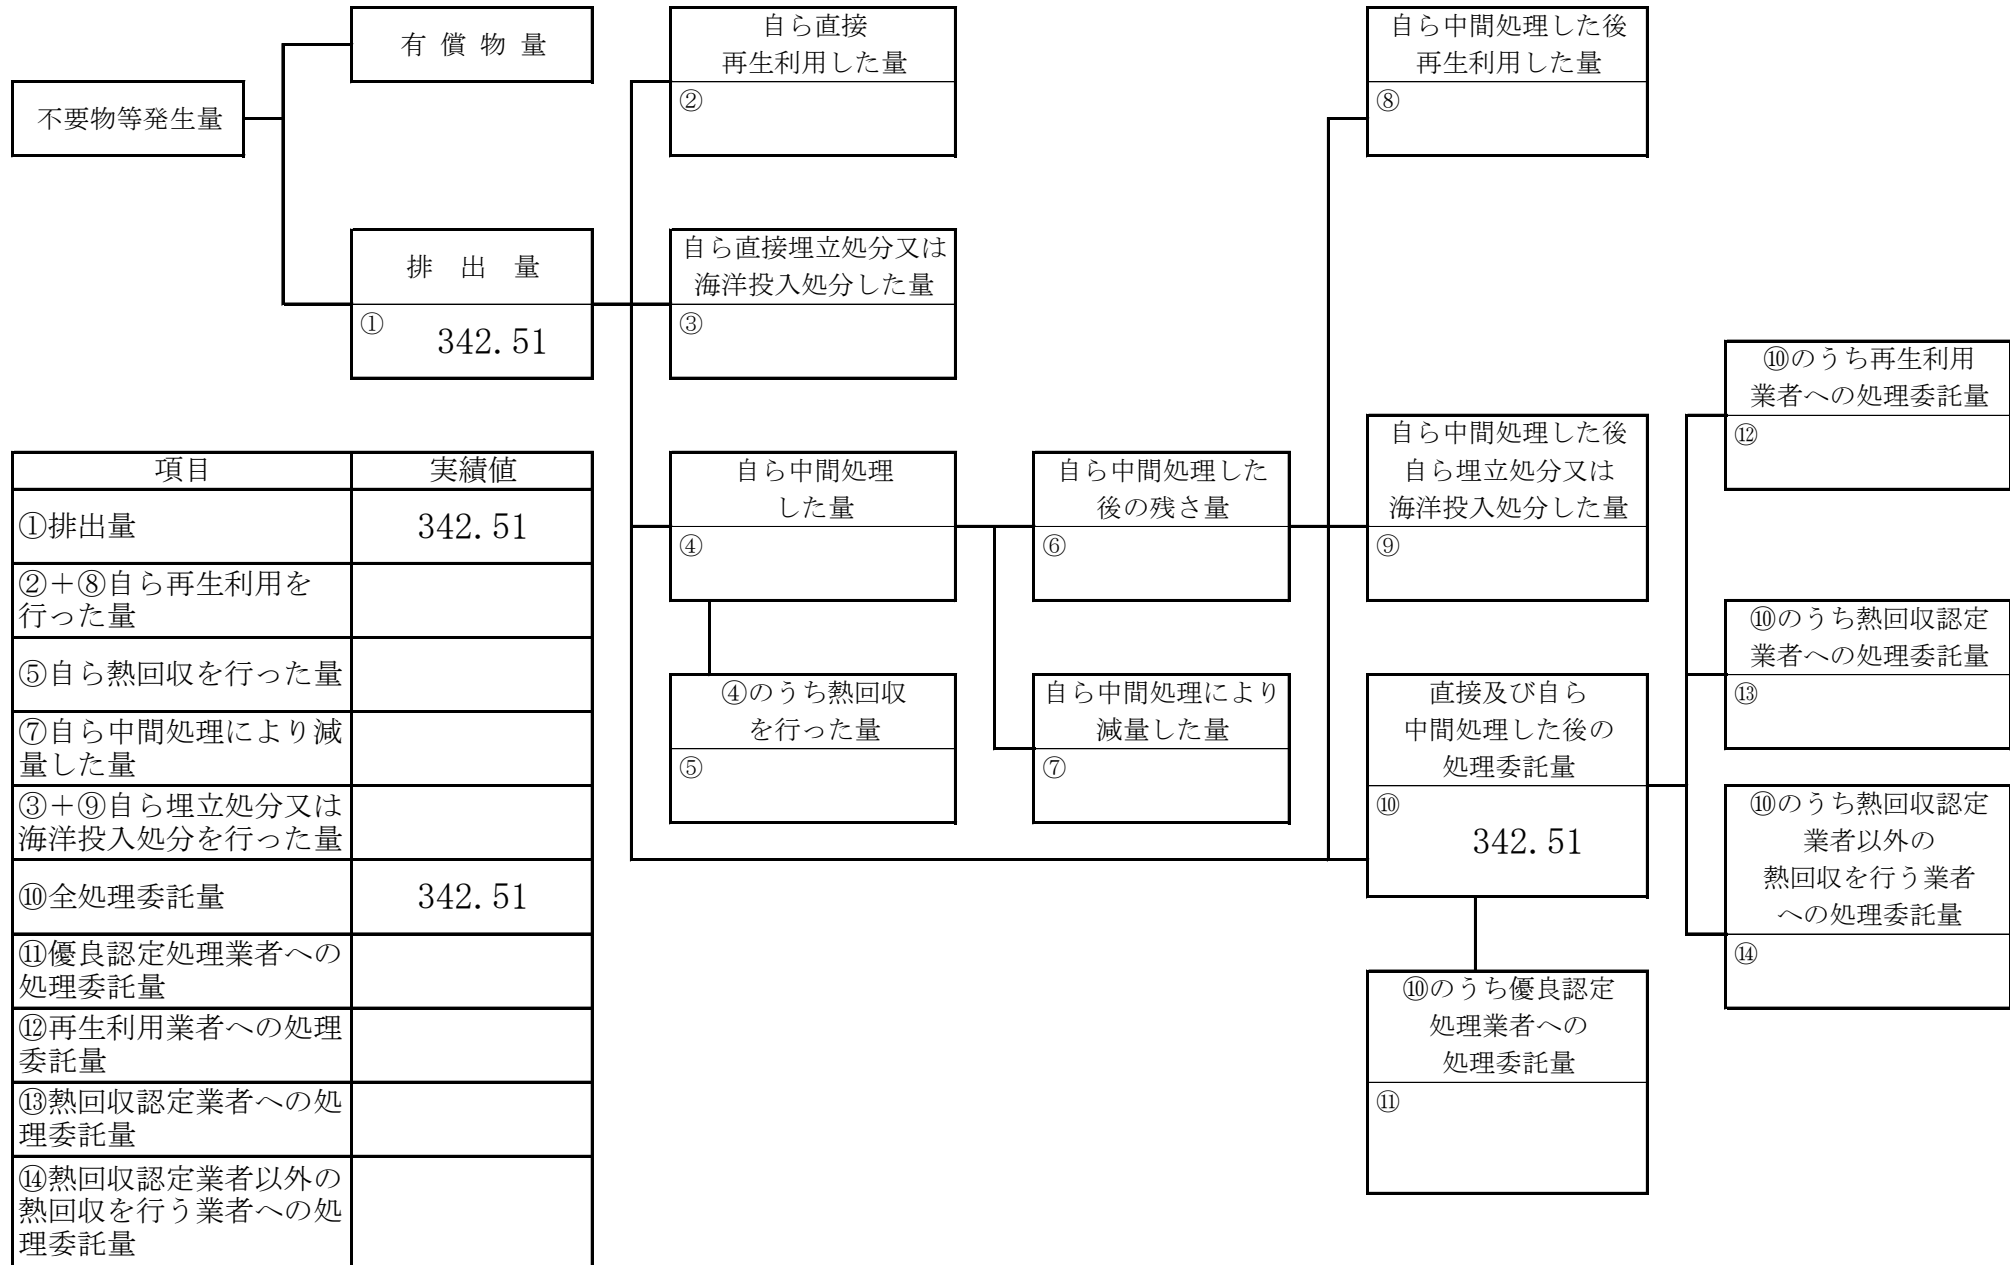 不要物等発生量
有 償 物 量
排 出 量
①
342.51
自ら直接
再生利用した量
②
自ら直接埋立処分又は
海洋投入処分した量
③
自ら中間処理
した量
④
④のうち熱回収
を行った量
⑤
自ら中間処理した
後の残さ量
⑥
自ら中間処理により
減量した量
⑦
自ら中間処理した後
再生利用した量
⑧
自ら中間処理した後
自ら埋立処分又は
海洋投入処分した量
⑨
直接及び自ら
中間処理した後の
処理委託量
⑩
342.51
⑩のうち優良認定
処理業者への
処理委託量
⑪
⑩のうち再生利用
業者への処理委託量
⑫
⑩のうち熱回収認定
業者への処理委託量
⑬
⑩のうち熱回収認定
業者以外の
熱回収を行う業者
への処理委託量
⑭
項目 実績値
①排出量 342.51
②＋⑧自ら再生利用を
行った量
⑤自ら熱回収を行った量
⑦自ら中間処理により減
量した量
③＋⑨自ら埋立処分又は
海洋投入処分を行った量
⑩全処理委託量 342.51
⑪優良認定処理業者への
処理委託量
⑫再生利用業者への処理
委託量
⑬熱回収認定業者への処
理委託量
⑭熱回収認定業者以外の
熱回収を行う業者への処
理委託量